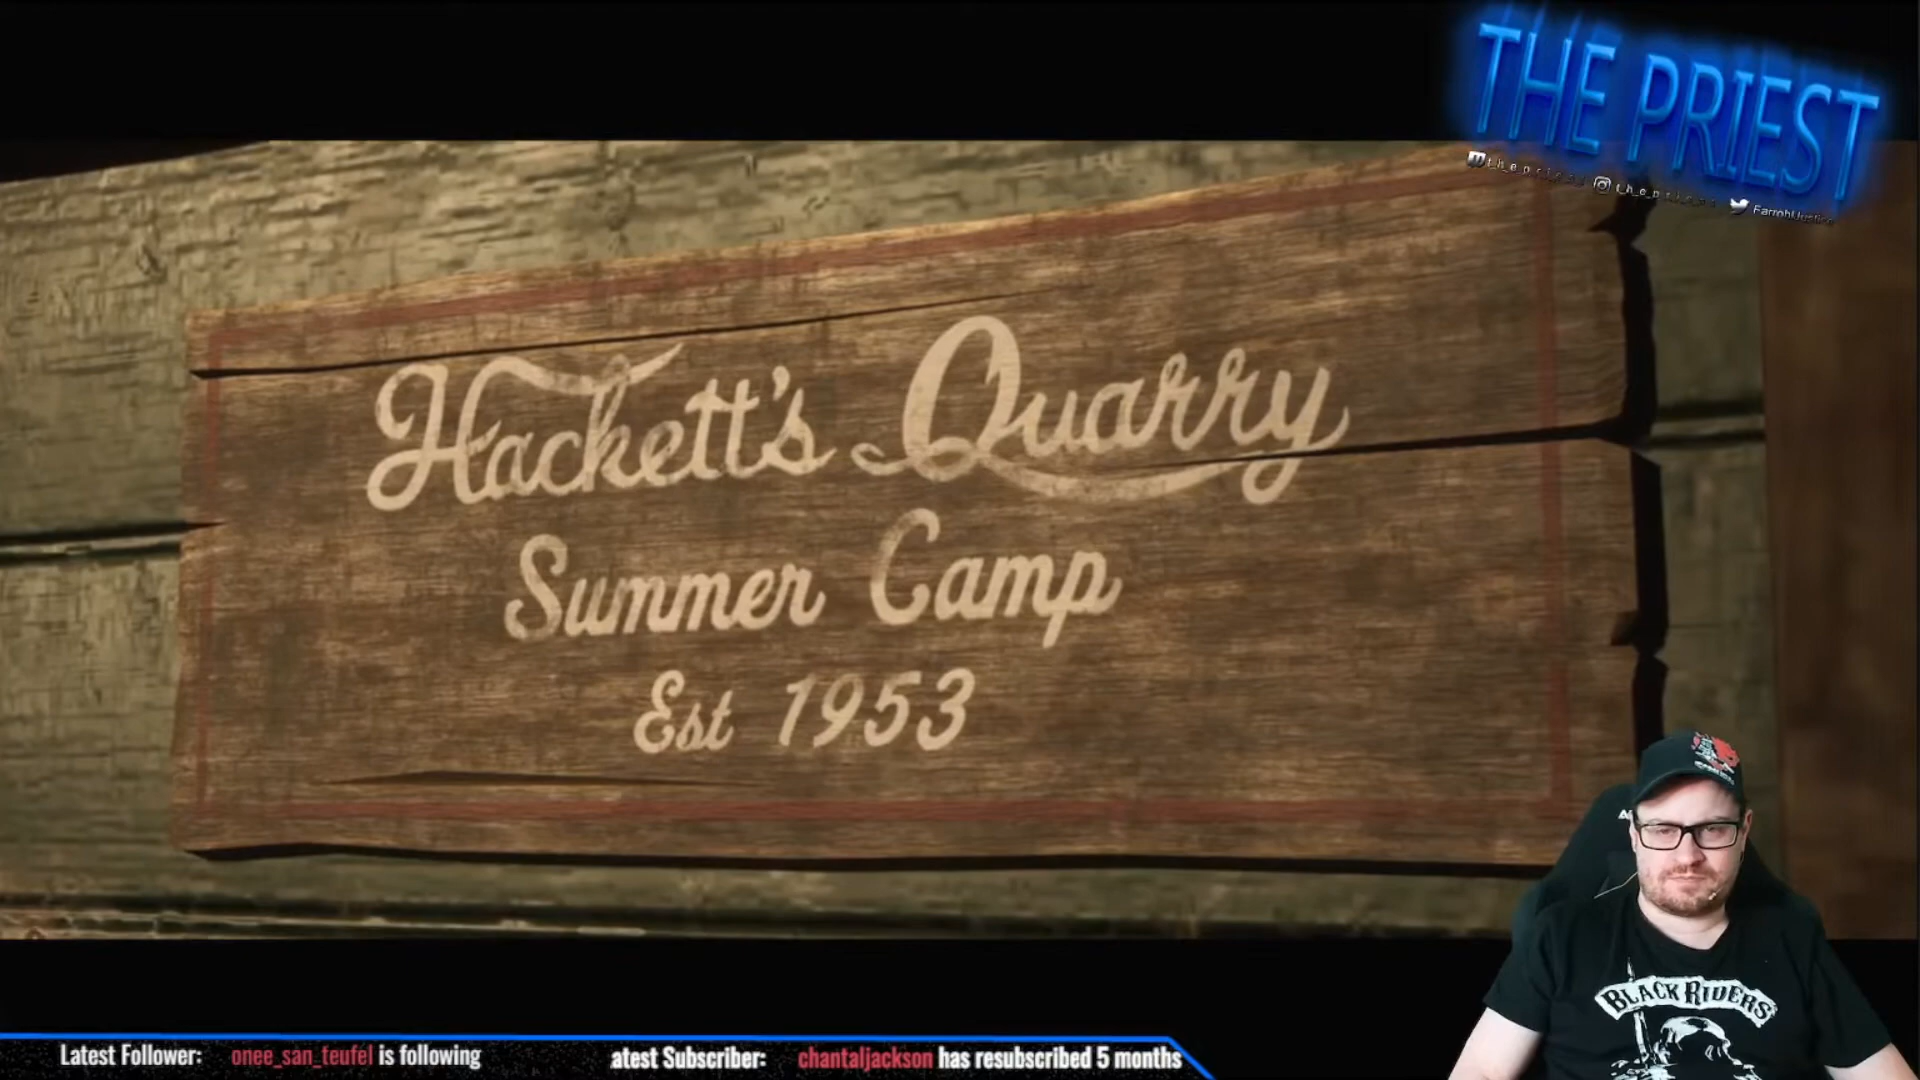 THE PRIEST
Hackett's Quarry
Summer Camp
Est 1953
BLACK RIDERS
Latest Follower: onee_san_teufel is following
atest Subscriber: chantaljackson has resubscribed 5 months